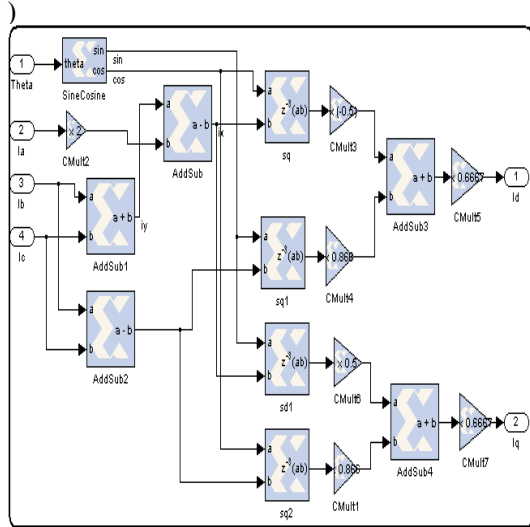 )
1
Theta
theta
sin
cos
SineCosine
sin
cos
2
Ia
x 2
CMult2
a
b
a - b
AddSub
ix
3
Ib
4
Ic
a
b
a + b
AddSub1
iy
a
b
a - b
AddSub2
a
b
z⁻³(ab)
sq
x (-0.5)
CMult3
a
b
z⁻³(ab)
sq1
x 0.866
CMult4
a
b
a + b
AddSub3
x 0.6667
CMult5
1
Id
a
b
z⁻³(ab)
sd1
x 0.5
CMult6
a
b
z⁻³(ab)
sq2
x 0.866
CMult1
a
b
a + b
AddSub4
x 0.6667
CMult7
2
Iq